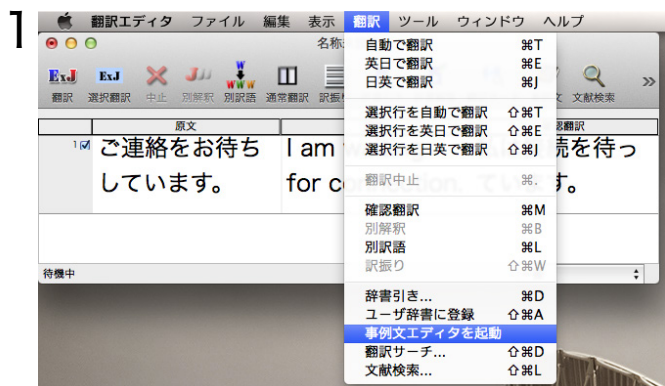 1
翻訳エディタ ファイル 編集 表示 翻訳 ツール ウィンドウ ヘルプ
ExJ ExJ
翻訳 選択翻訳 中止 別解釈 別訳語 通常翻訳 訳振り 文献検索 »
原文
1 ご連絡をお待ち
しています。
I am
for co
続を待っ
ています。
待機中
自動で翻訳 ⌘T
英日で翻訳 ⌘E
日英で翻訳 ⌘J
選択行を自動で翻訳 ⇧⌘T
選択行を英日で翻訳 ⇧⌘E
選択行を日英で翻訳 ⇧⌘J
翻訳中止 ⌘.
確認翻訳 ⌘M
別解釈 ⌘B
別訳語 ⌘L
訳振り ⇧⌘W
辞書引き... ⌘D
ユーザ辞書に登録 ⇧⌘A
事例文エディタを起動
翻訳サーチ... ⇧⌘D
文献検索... ⇧⌘L